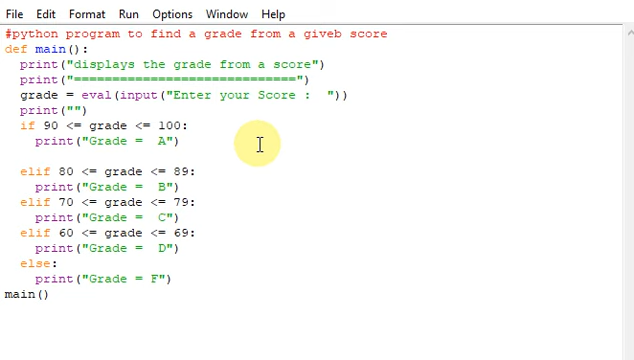 File Edit Format Run Options Window Help
#python program to find a grade from a giveb score
def main():
  print("displays the grade from a score")
  print("=============================")
  grade = eval(input("Enter your Score :  "))
  print("")
  if 90 <= grade <= 100:
    print("Grade =  A")
  elif 80 <= grade <= 89:
    print("Grade =  B")
  elif 70 <= grade <= 79:
    print("Grade =  C")
  elif 60 <= grade <= 69:
    print("Grade =  D")
  else:
    print("Grade = F")
main()